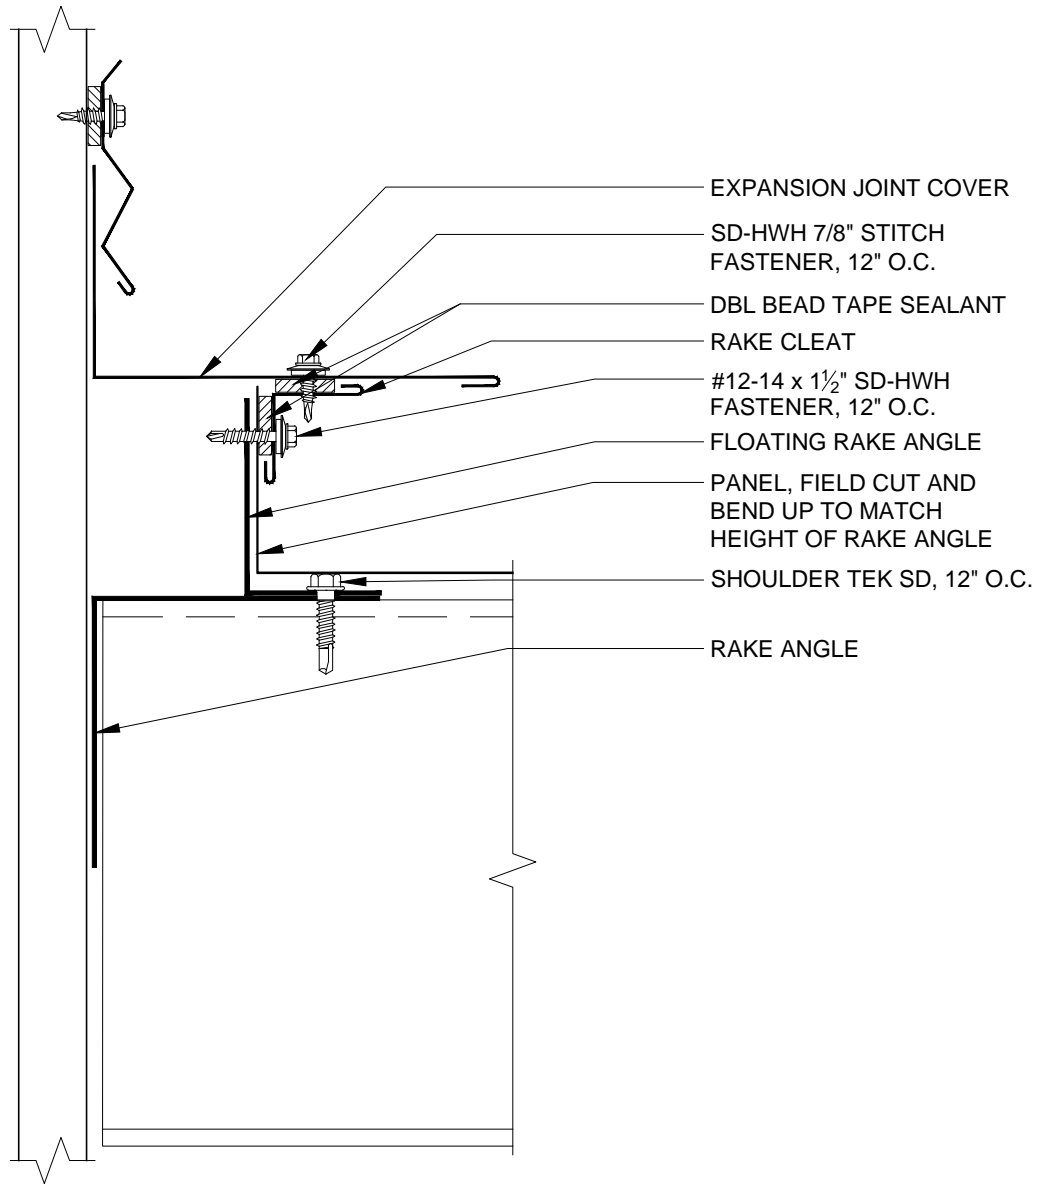 EXPANSION JOINT COVER
SD-HWH 7/8" STITCH
FASTENER, 12" O.C.
DBL BEAD TAPE SEALANT
RAKE CLEAT
#12-14 x 1½" SD-HWH
FASTENER, 12" O.C.
FLOATING RAKE ANGLE
PANEL, FIELD CUT AND
BEND UP TO MATCH
HEIGHT OF RAKE ANGLE
SHOULDER TEK SD, 12" O.C.
RAKE ANGLE